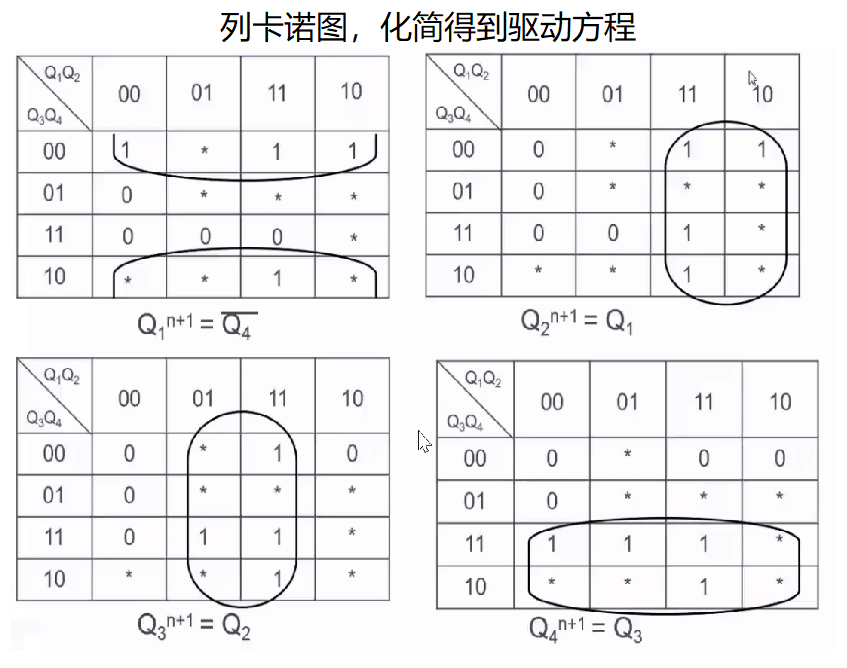 列卡诺图，化简得到驱动方程
Q₁Q₂ 00 01 11 10
Q₃Q₄
00 1 * 1 1
01 0 * * *
11 0 0 0 *
10 * * 1 *
Q₁ⁿ⁺¹ = Q̅₄
Q₁Q₂ 00 01 11 10
Q₃Q₄
00 0 * 1 1
01 0 * * *
11 0 0 1 *
10 * * 1 *
Q₂ⁿ⁺¹ = Q₁
Q₁Q₂ 00 01 11 10
Q₃Q₄
00 0 * 1 0
01 0 * * *
11 0 1 1 *
10 * * 1 *
Q₃ⁿ⁺¹ = Q₂
Q₁Q₂ 00 01 11 10
Q₃Q₄
00 0 * 0 0
01 0 * * *
11 1 1 1 *
10 * * 1 *
Q₄ⁿ⁺¹ = Q₃